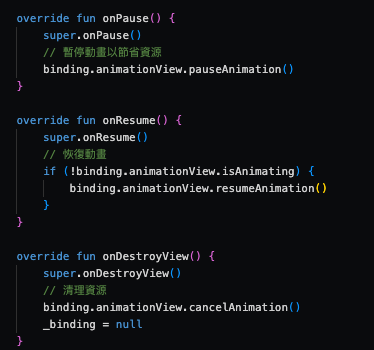 override fun onPause() {
    super.onPause()
    // 暫停動畫以節省資源
    binding.animationView.pauseAnimation()
}

override fun onResume() {
    super.onResume()
    // 恢復動畫
    if (!binding.animationView.isAnimating) {
        binding.animationView.resumeAnimation()
    }
}

override fun onDestroyView() {
    super.onDestroyView()
    // 清理資源
    binding.animationView.cancelAnimation()
    _binding = null
}